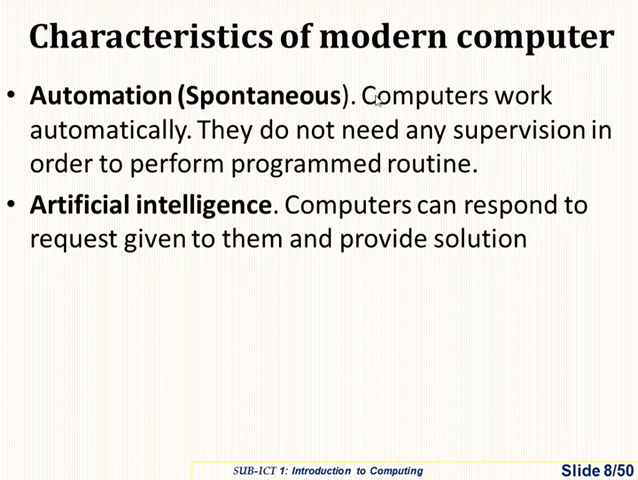 Characteristics of modern computer
• Automation (Spontaneous). Computers work
automatically. They do not need any supervision in
order to perform programmed routine.
• Artificial intelligence. Computers can respond to
request given to them and provide solution
SUB-ICT 1: Introduction to Computing
Slide 8/50